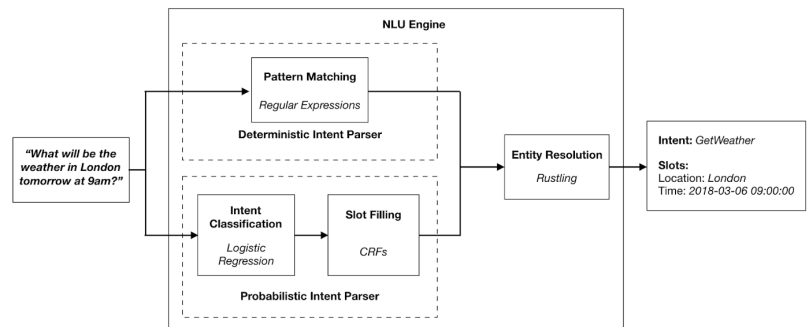 NLU Engine
Pattern Matching
Regular Expressions
Deterministic Intent Parser
“What will be the
weather in London
tomorrow at 9am?”
Intent
Classification
Logistic
Regression
Slot Filling
CRFs
Probabilistic Intent Parser
Entity Resolution
Rustling
Intent: GetWeather
Slots:
Location: London
Time: 2018-03-06 09:00:00